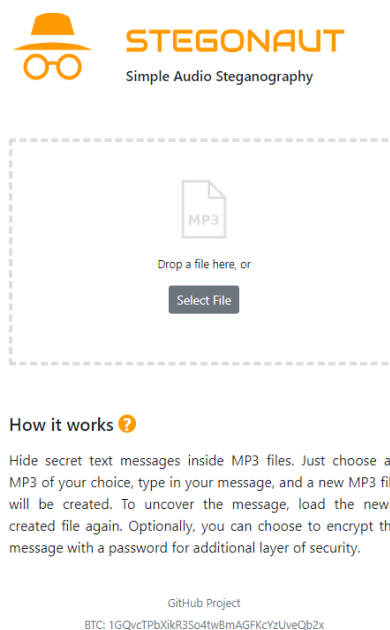 STEGONAUT
Simple Audio Steganography
MP3
Drop a file here, or
Select File
How it works ?
Hide secret text messages inside MP3 files. Just choose a
MP3 of your choice, type in your message, and a new MP3 fil
will be created. To uncover the message, load the newl
created file again. Optionally, you can choose to encrypt th
message with a password for additional layer of security.
GitHub Project
BTC: 1GQvcTPbXikR3So4twBmAGFKcYzUveQb2x